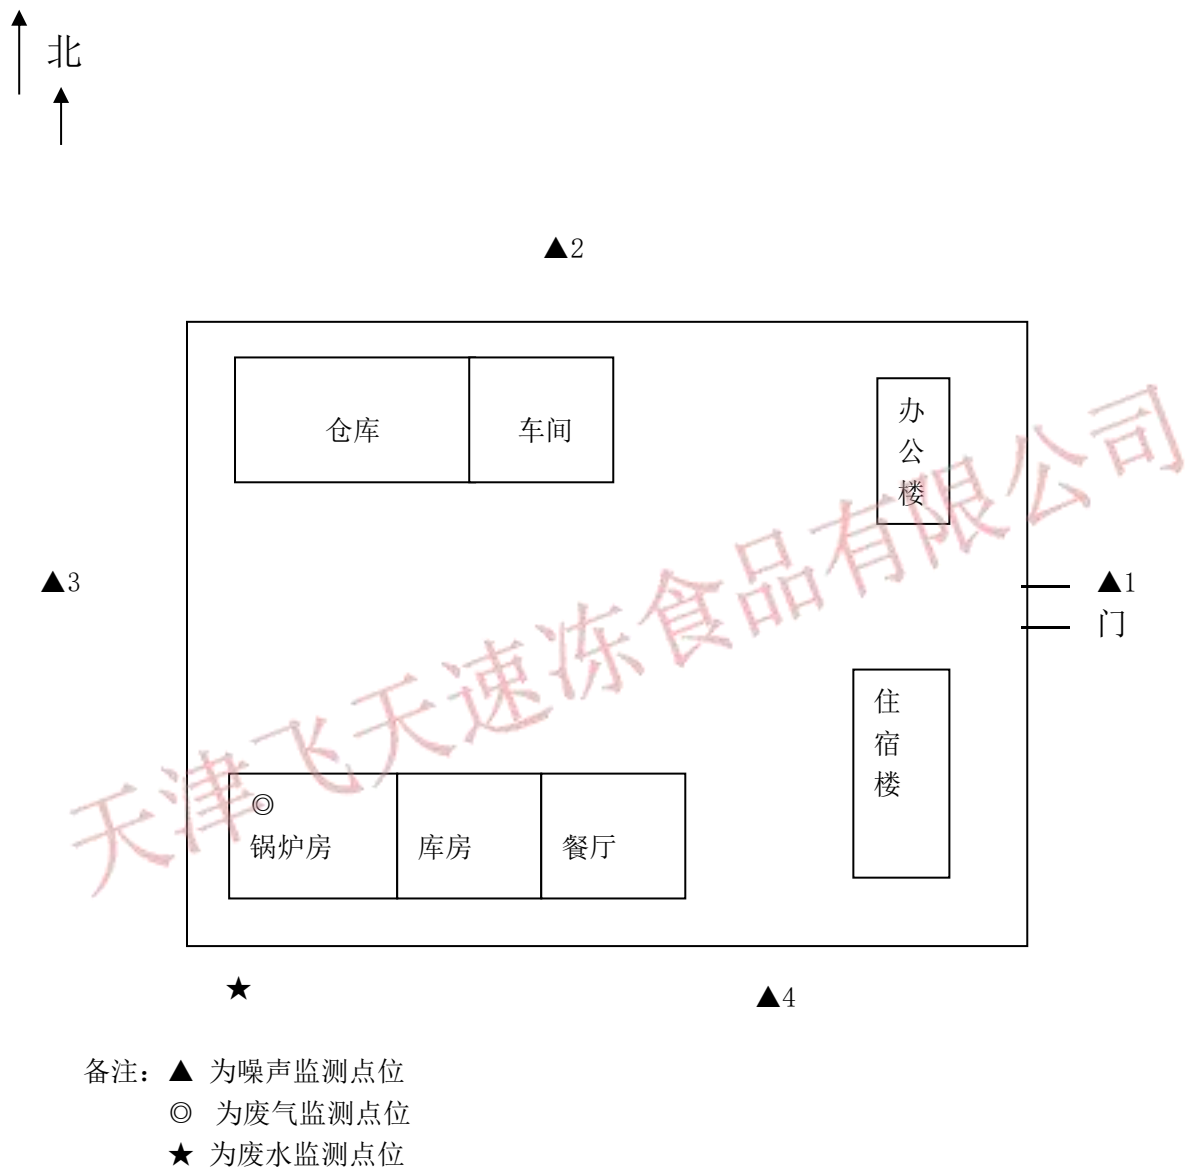 北
▲2
仓库
车间
办公楼
▲3
▲1
门
天津飞天速冻食品有限公司
住宿楼
◎
锅炉房
库房
餐厅
★
▲4
备注：▲ 为噪声监测点位
◎ 为废气监测点位
★ 为废水监测点位